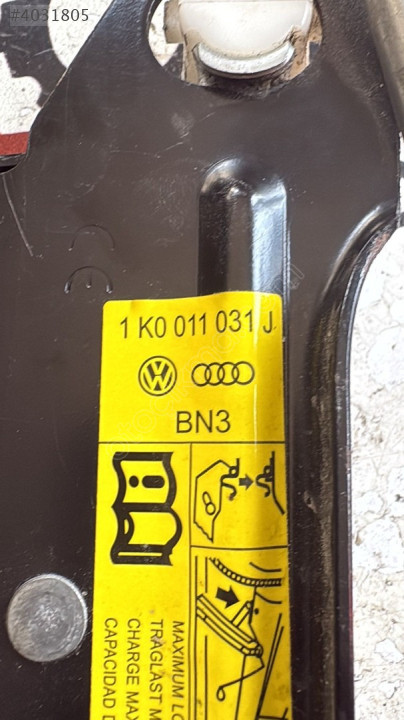 #4031805
1 K0 011 031 J
BN3
MAXIMUM LO
TRAGLAST M
CHARGE MAX
CAPACIDAD D